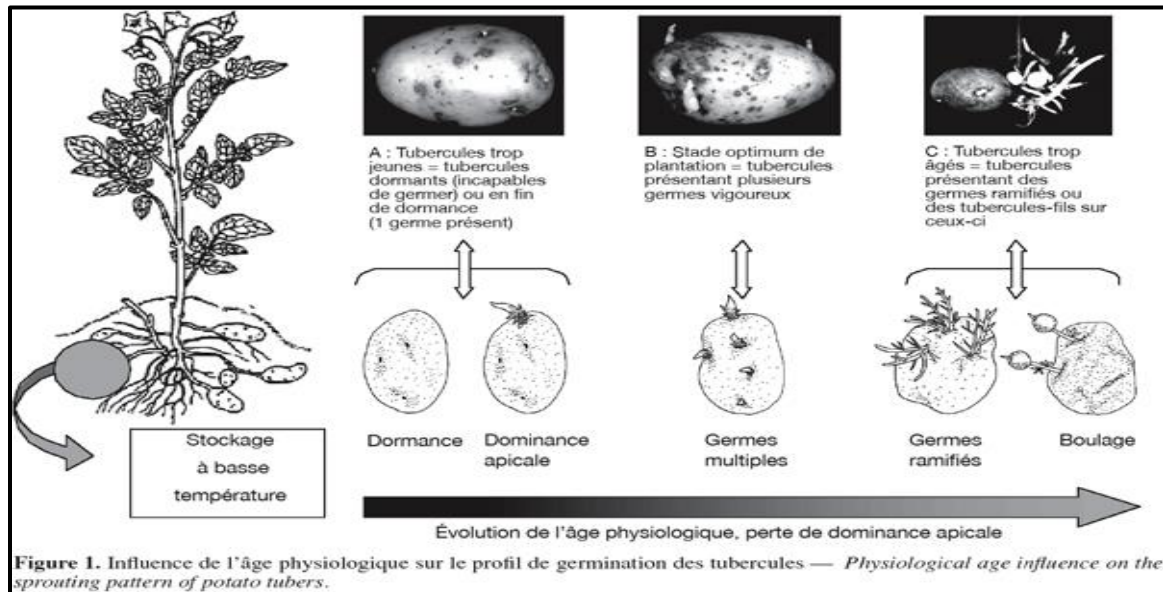 A : Tubercules trop
jeunes = tubercules
dormants (incapables
de germer) ou en fin
de dormance
(1 germe présent)
B : Stade optimum de
plantation = tubercules
présentant plusieurs
germes vigoureux
C : Tubercules trop
âgés = tubercules
présentant des
germes ramifiés ou
des tubercules-fils sur
ceux-ci
Stockage
à basse
température
Dormance
Dominance
apicale
Germes
multiples
Germes
ramifiés
Boulage
Évolution de l'âge physiologique, perte de dominance apicale
Figure 1. Influence de l'âge physiologique sur le profil de germination des tubercules — Physiological age influence on the
sprouting pattern of potato tubers.